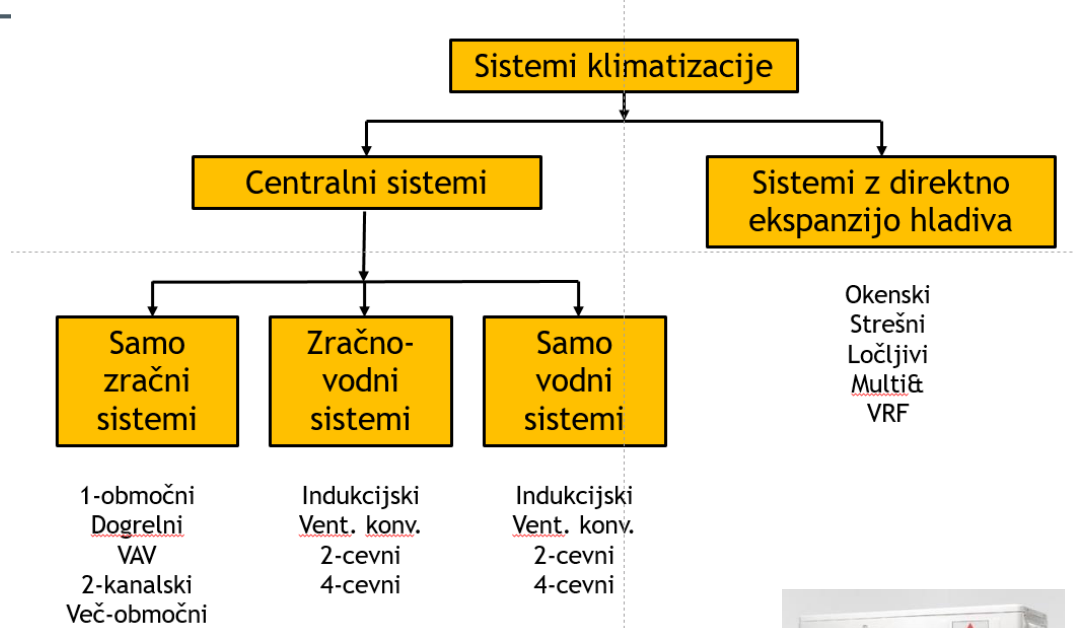 Sistemi klimatizacije
Centralni sistemi
Sistemi z direktno
ekspanzijo hladiva
Samo
zračni
sistemi
Zračno-
vodni
sistemi
Samo
vodni
sistemi
Okenski
Strešni
Ločljivi
Multi&
VRF
1-območni
Dogrelni
VAV
2-kanalski
Več-območni
Indukcijski
Vent. konv.
2-cevni
4-cevni
Indukcijski
Vent. konv.
2-cevni
4-cevni